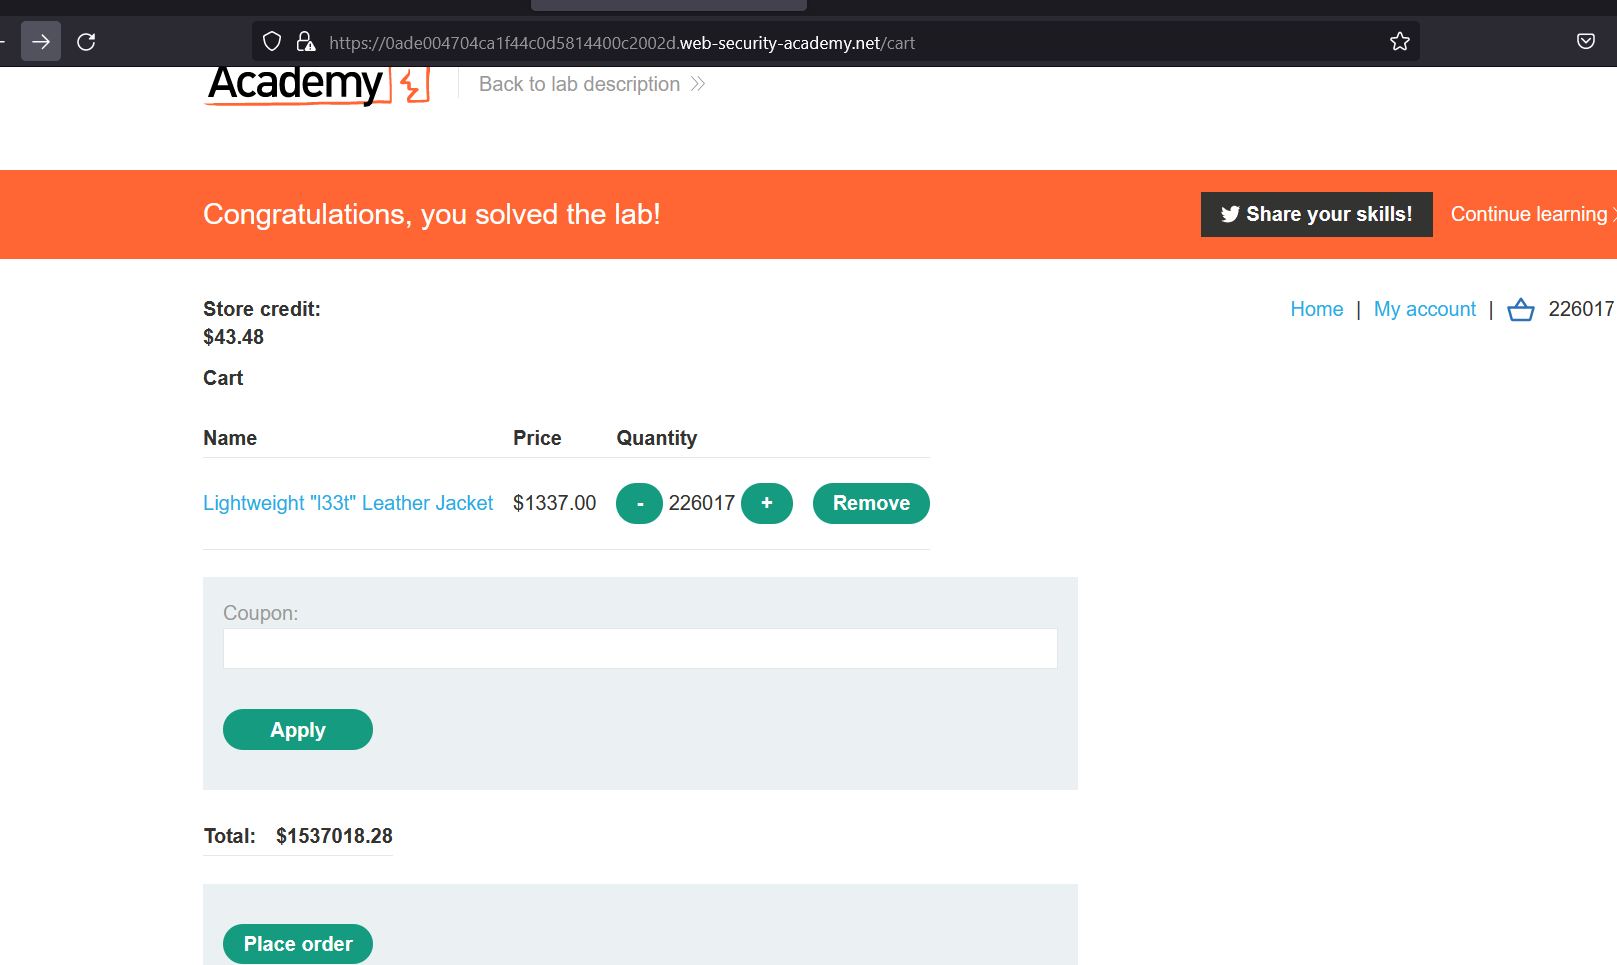 https://0ade004704ca1f44c0d5814400c2002d.web-security-academy.net/cart
Academy
Back to lab description
Congratulations, you solved the lab!
Share your skills!
Continue learning
Store credit:
$43.48
Home | My account | 226017
Cart
Name Price Quantity
Lightweight "l33t" Leather Jacket $1337.00 - 226017 + Remove
Coupon:
Apply
Total: $1537018.28
Place order